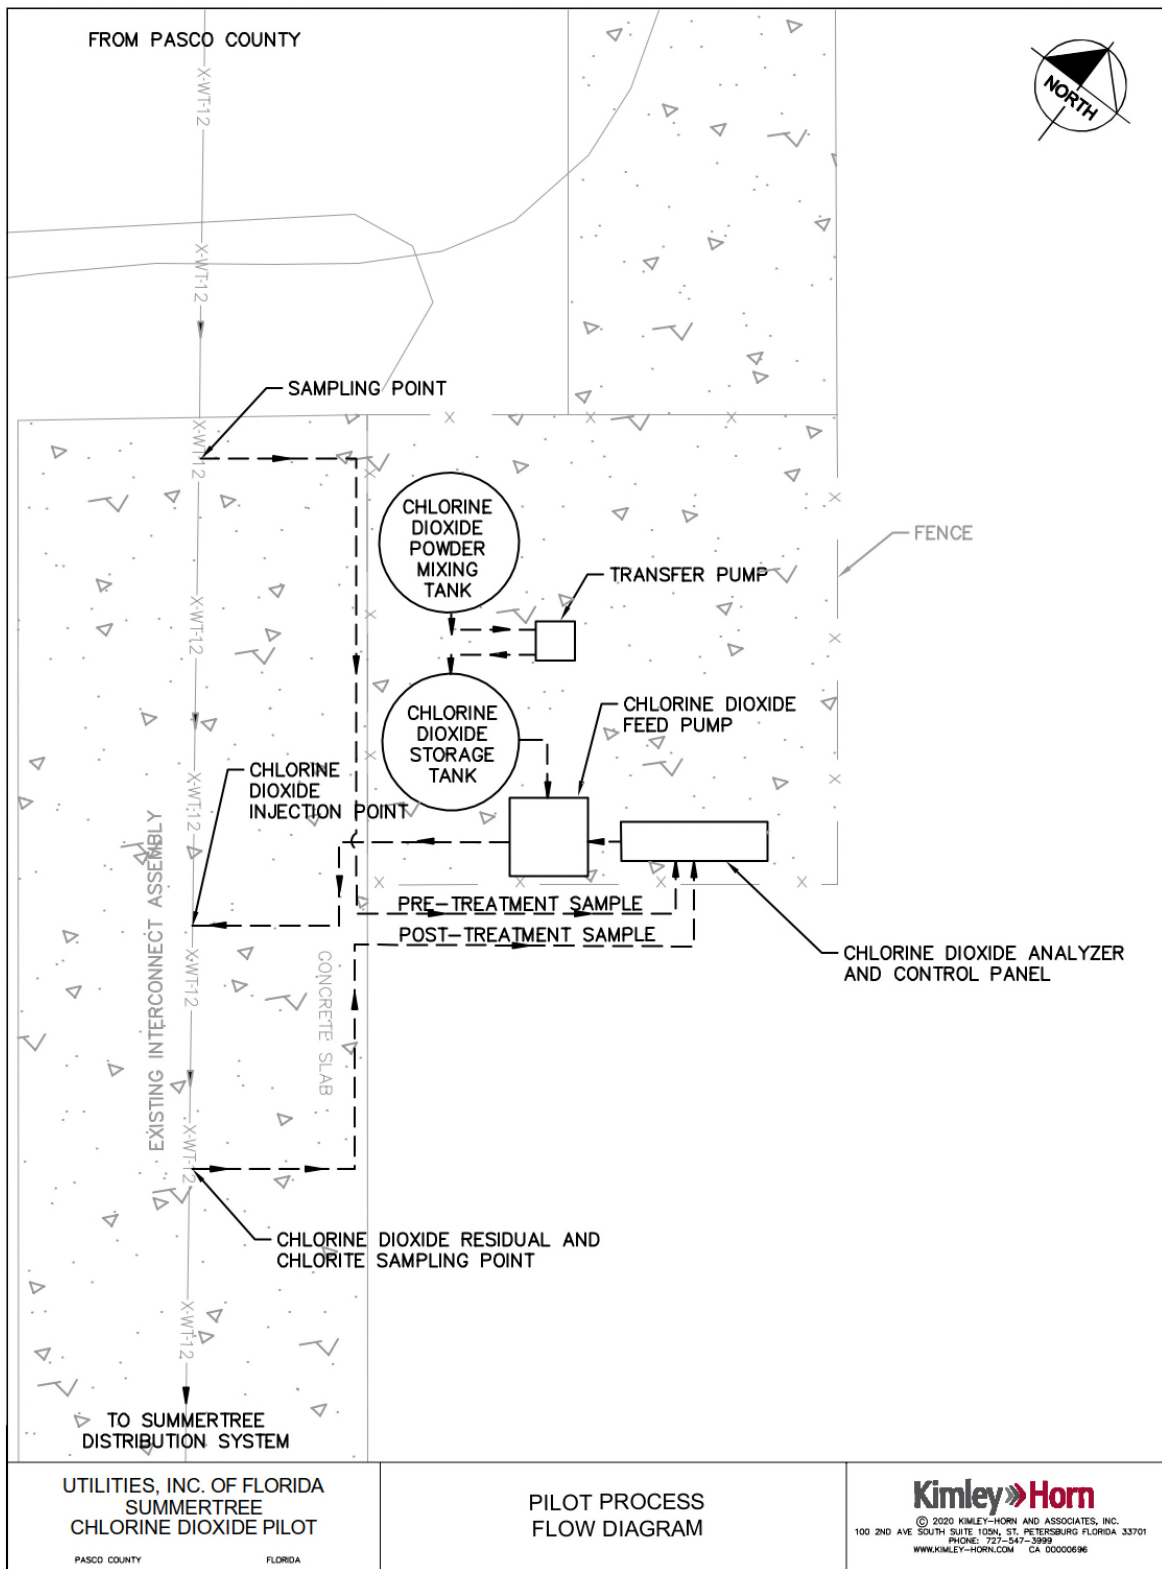 FROM PASCO COUNTY
NORTH
X-WT-12
X-WT-12
SAMPLING POINT
X-WT-12
CHLORINE
DIOXIDE
POWDER
MIXING
TANK
FENCE
TRANSFER PUMP
X-WT-12
CHLORINE
DIOXIDE
STORAGE
TANK
CHLORINE DIOXIDE
FEED PUMP
CHLORINE
DIOXIDE
INJECTION POINT
X-WT-12
EXISTING INTERCONNECT ASSEMBLY
PRE-TREATMENT SAMPLE
POST-TREATMENT SAMPLE
CHLORINE DIOXIDE ANALYZER
AND CONTROL PANEL
X-WT-12
CONCRETE SLAB
X-WT-12
CHLORINE DIOXIDE RESIDUAL AND
CHLORITE SAMPLING POINT
X-WT-12
TO SUMMERTREE
DISTRIBUTION SYSTEM
UTILITIES, INC. OF FLORIDA
SUMMERTREE
CHLORINE DIOXIDE PILOT
PASCO COUNTY FLORIDA
PILOT PROCESS
FLOW DIAGRAM
Kimley»Horn
© 2020 KIMLEY-HORN AND ASSOCIATES, INC.
100 2ND AVE SOUTH SUITE 105N, ST. PETERSBURG FLORIDA 33701
PHONE: 727-547-3999
WWW.KIMLEY-HORN.COM CA 00000696